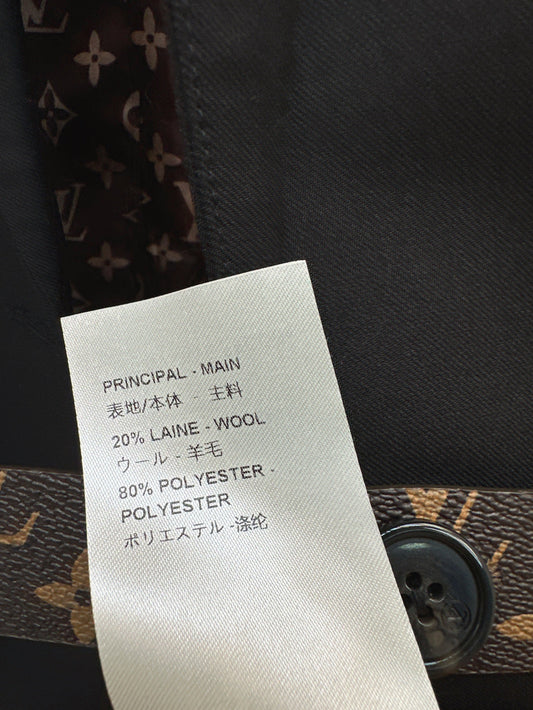 PRINCIPAL - MAIN
表地/本体 - 主料
20% LAINE - WOOL
ウール - 羊毛
80% POLYESTER -
POLYESTER
ポリエステル -涤纶